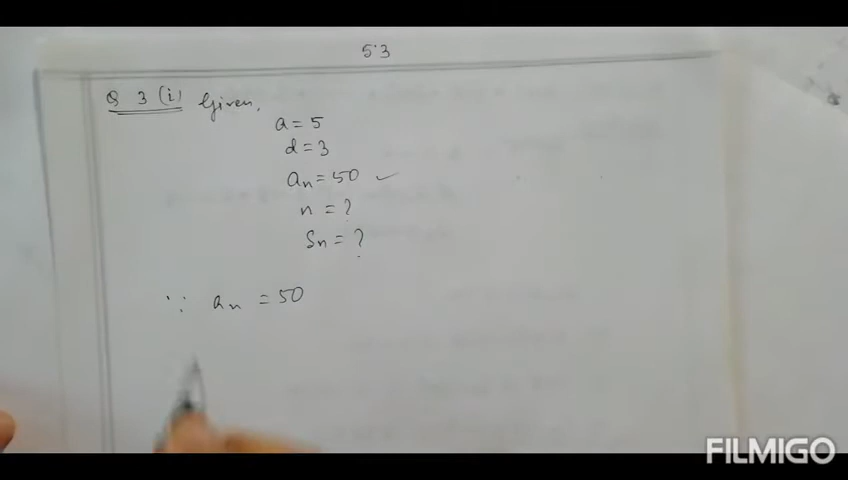 5.3
Q 3 (i) Given,
a = 5
d = 3
aₙ = 50 ✓
n = ?
Sₙ = ?
∵ aₙ = 50
FILMIGO